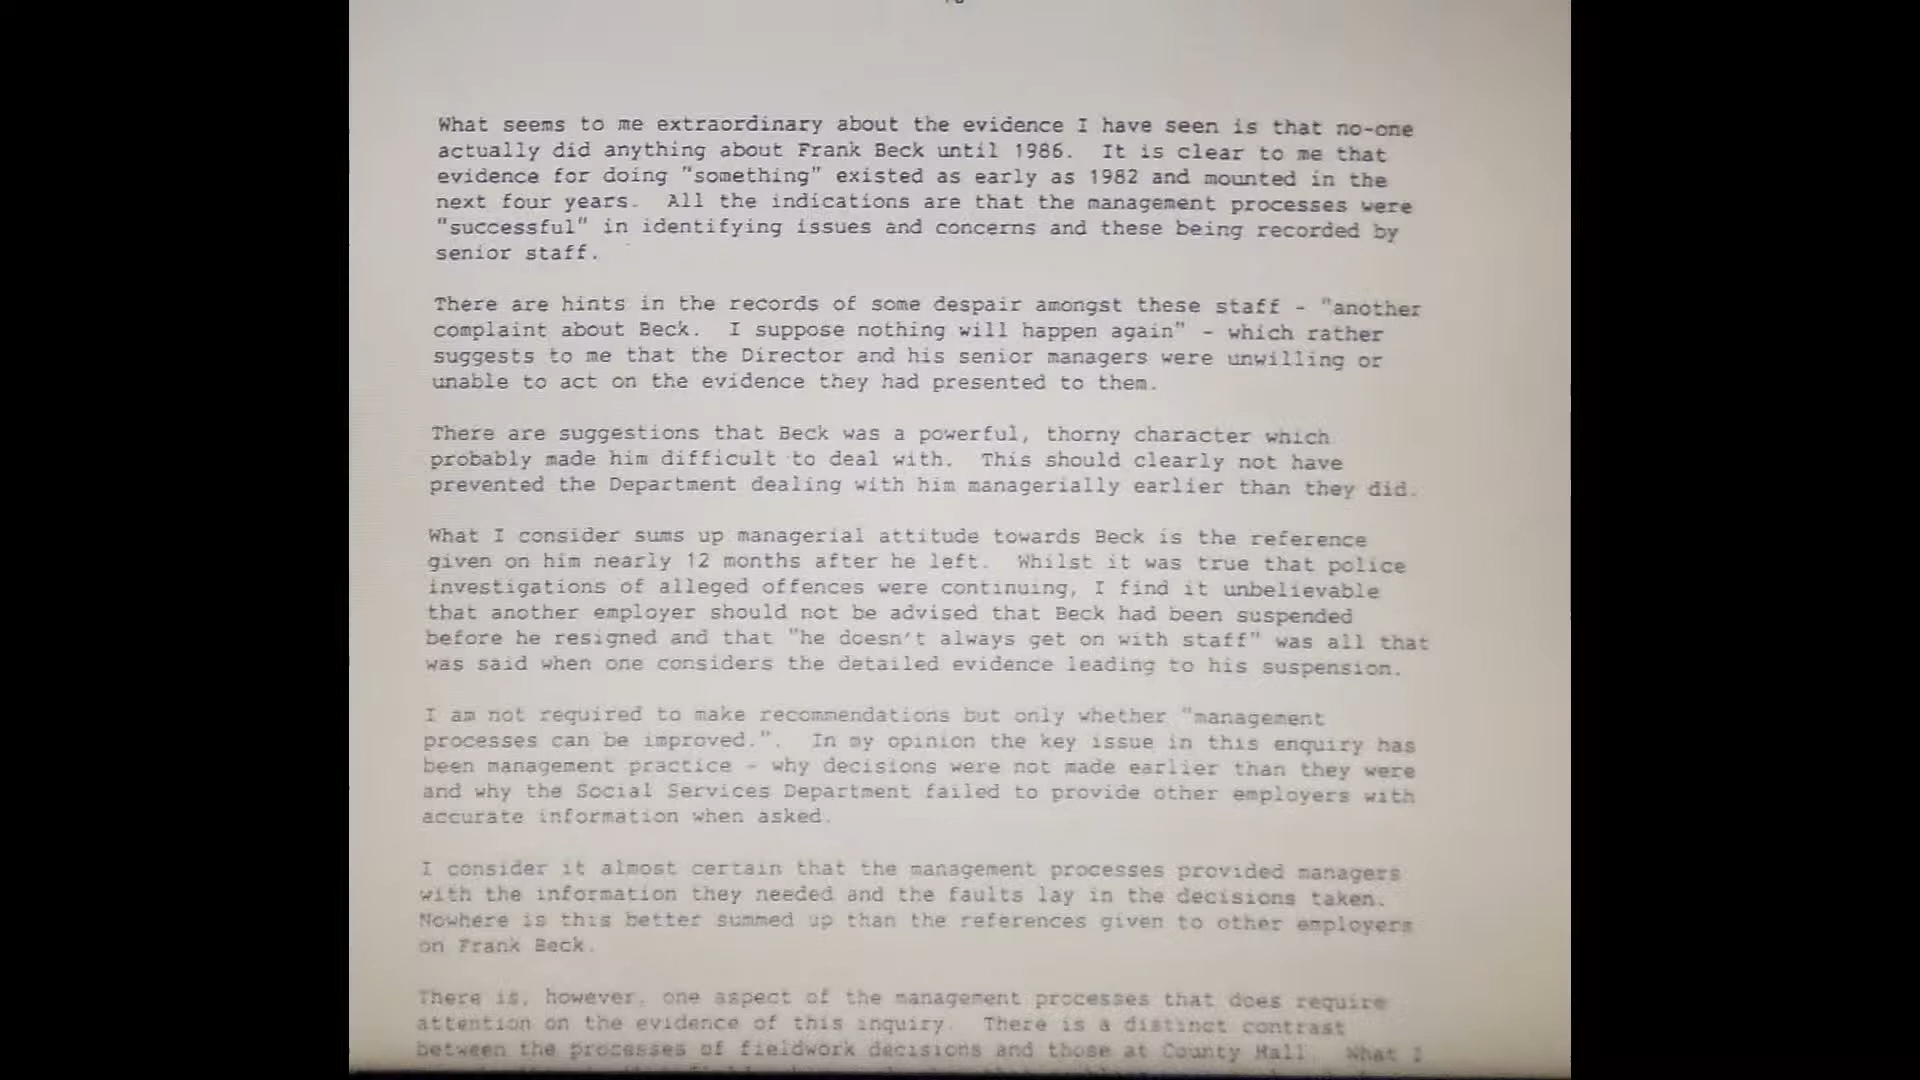 What seems to me extraordinary about the evidence I have seen is that no-one
actually did anything about Frank Beck until 1986. It is clear to me that
evidence for doing "something" existed as early as 1982 and mounted in the
next four years. All the indications are that the management processes were
"successful" in identifying issues and concerns and these being recorded by
senior staff.
There are hints in the records of some despair amongst these staff - "another
complaint about Beck. I suppose nothing will happen again" - which rather
suggests to me that the Director and his senior managers were unwilling or
unable to act on the evidence they had presented to them.
There are suggestions that Beck was a powerful, thorny character which
probably made him difficult to deal with. This should clearly not have
prevented the Department dealing with him managerially earlier than they did.
What I consider sums up managerial attitude towards Beck is the reference
given on him nearly 12 months after he left. Whilst it was true that police
investigations of alleged offences were continuing, I find it unbelievable
that another employer should not be advised that Beck had been suspended
before he resigned and that "he doesn't always get on with staff" was all that
was said when one considers the detailed evidence leading to his suspension.
I am not required to make recommendations but only whether "management
processes can be improved.". In my opinion the key issue in this enquiry has
been management practice - why decisions were not made earlier than they were
and why the Social Services Department failed to provide other employers with
accurate information when asked.
I consider it almost certain that the management processes provided managers
with the information they needed and the faults lay in the decisions taken.
Nowhere is this better summed up than the references given to other employers
on Frank Beck.
There is, however, one aspect of the management processes that does require
attention on the evidence of this inquiry. There is a distinct contrast
between the processes of fieldwork decisions and those at County Hall. What I